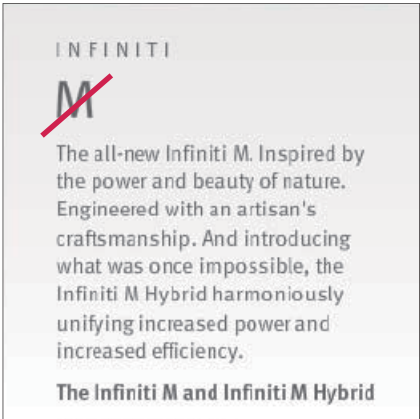 INFINITI
M
The all-new Infiniti M. Inspired by
the power and beauty of nature.
Engineered with an artisan's
craftsmanship. And introducing
what was once impossible, the
Infiniti M Hybrid harmoniously
unifying increased power and
increased efficiency.
The Infiniti M and Infiniti M Hybrid